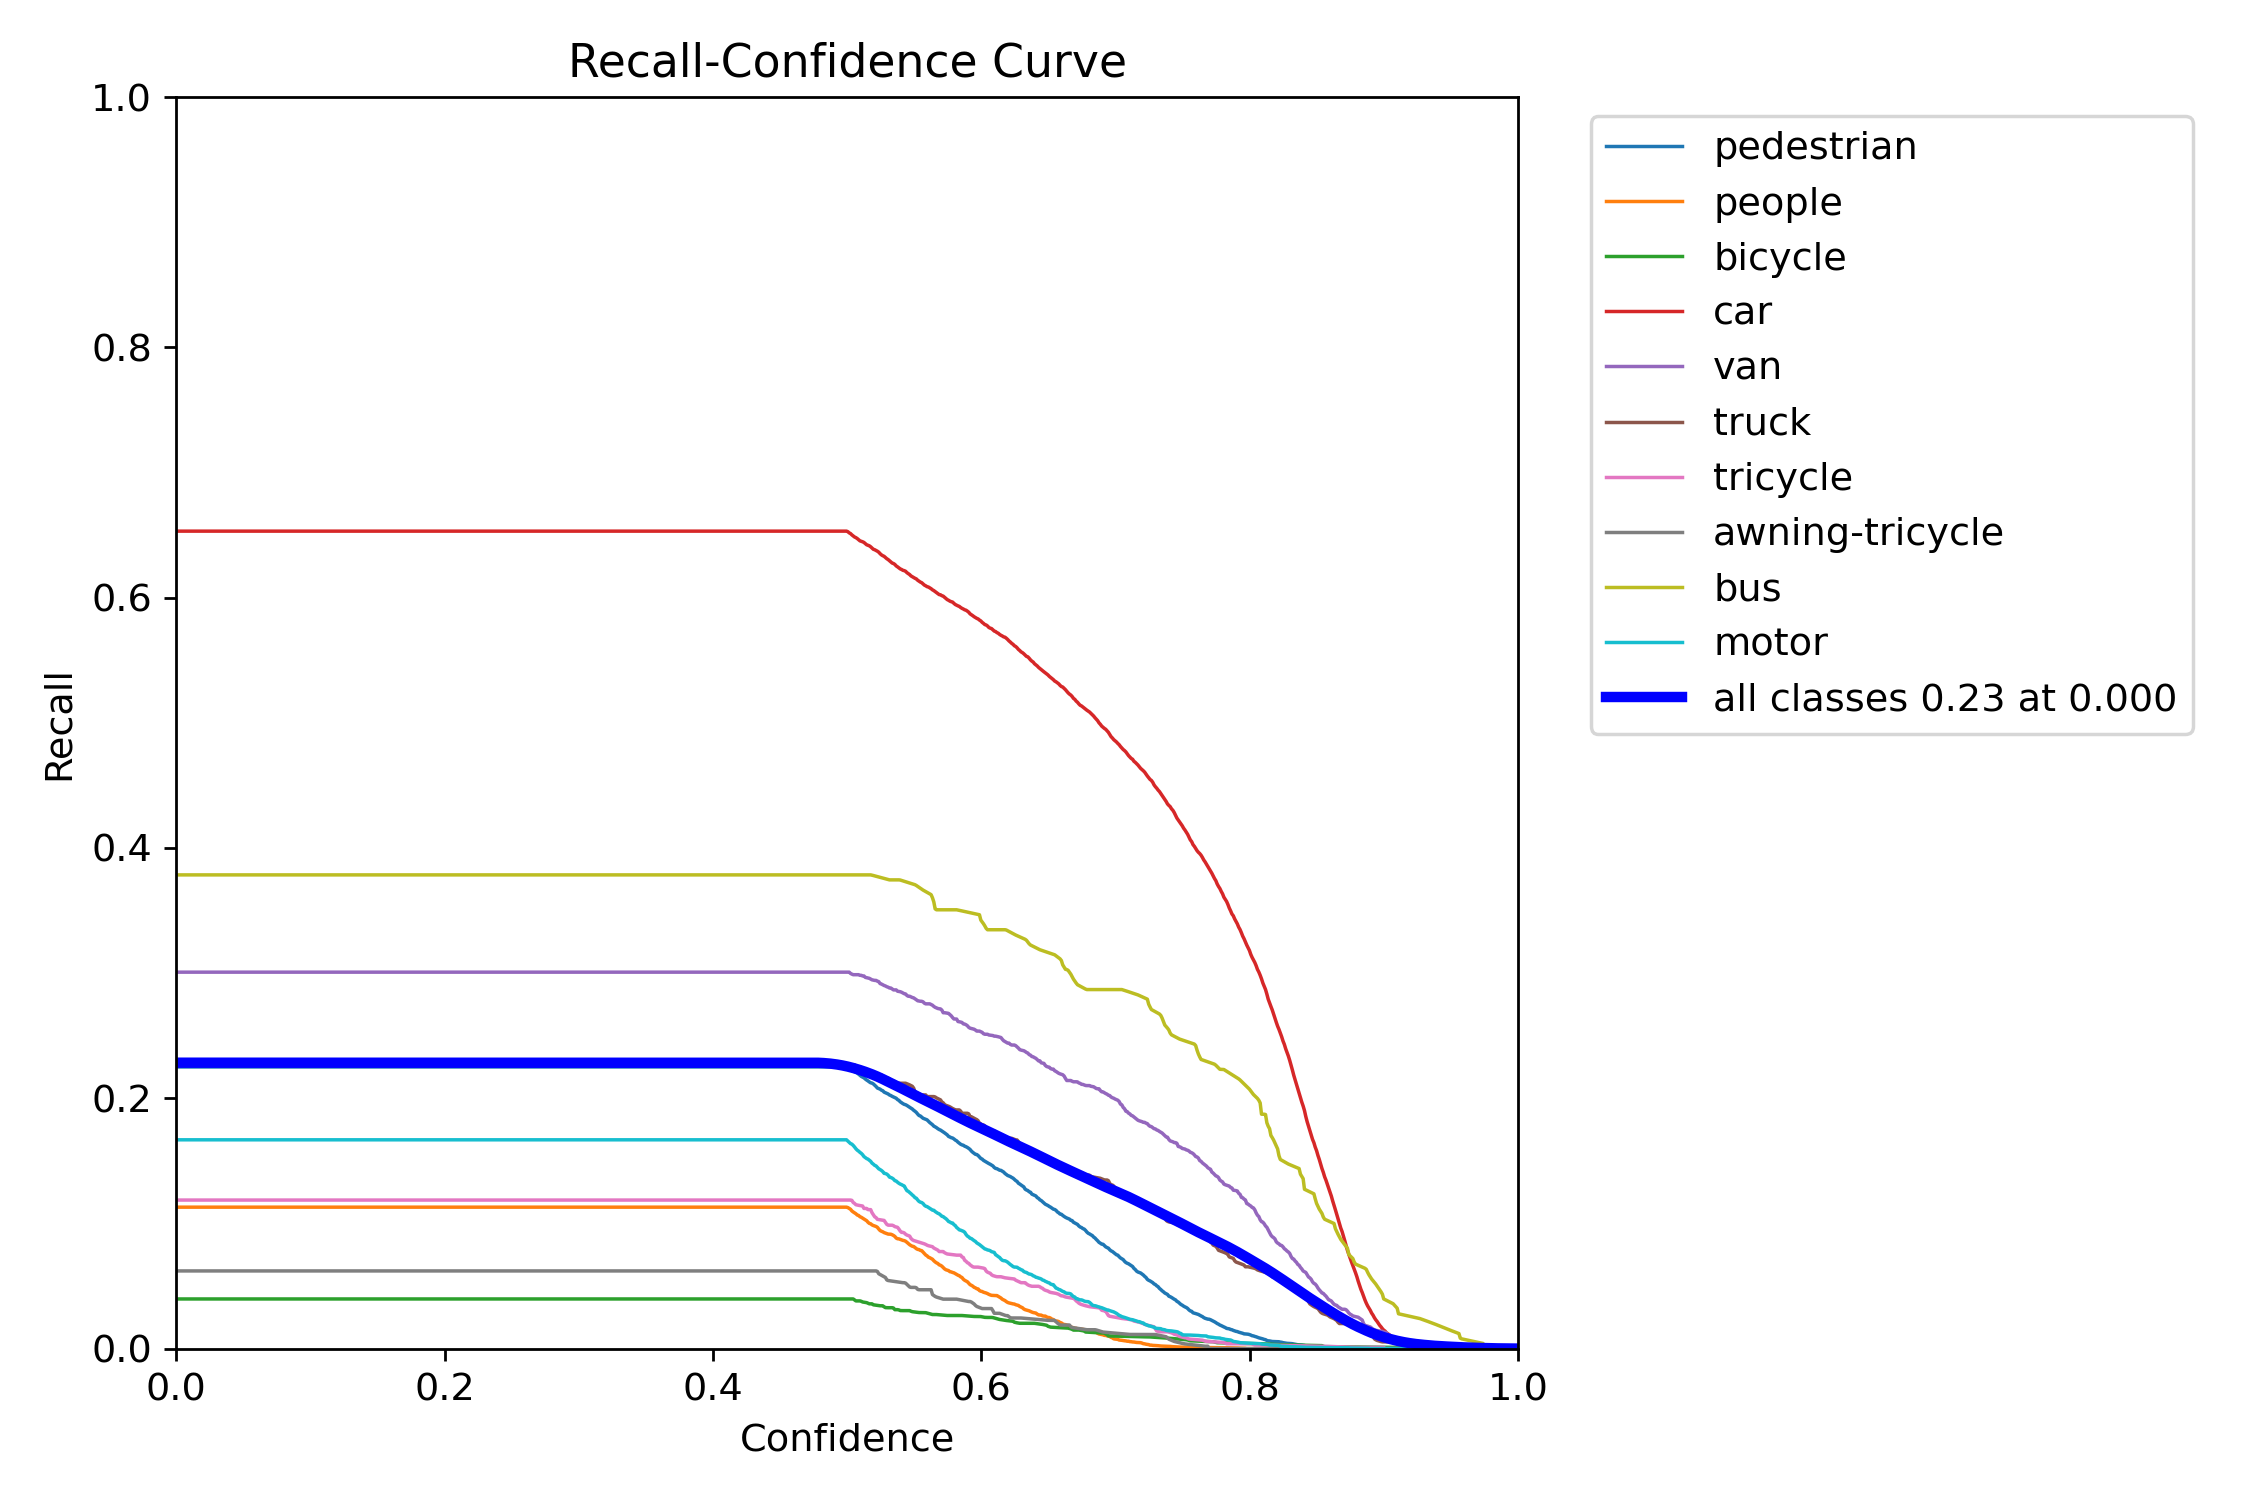 Recall-Confidence Curve
1.0
0.8
0.6
0.4
0.2
0.0
Recall
0.0 0.2 0.4 0.6 0.8 1.0
Confidence
pedestrian
people
bicycle
car
van
truck
tricycle
awning-tricycle
bus
motor
all classes 0.23 at 0.000